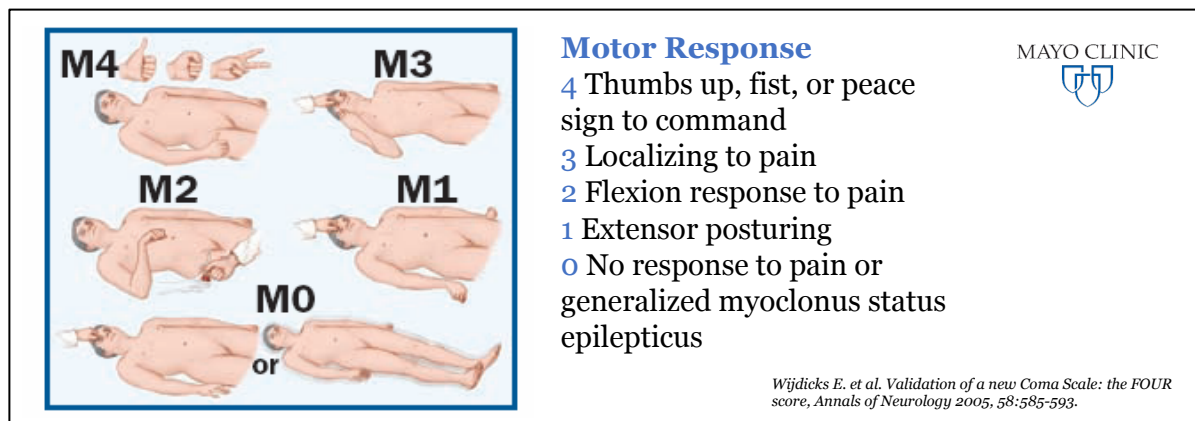 M4
M3
M2
M1
M0
or
Motor Response
4 Thumbs up, fist, or peace
sign to command
3 Localizing to pain
2 Flexion response to pain
1 Extensor posturing
0 No response to pain or
generalized myoclonus status
epilepticus
MAYO CLINIC
Wijdicks E. et al. Validation of a new Coma Scale: the FOUR
score, Annals of Neurology 2005, 58:585-593.